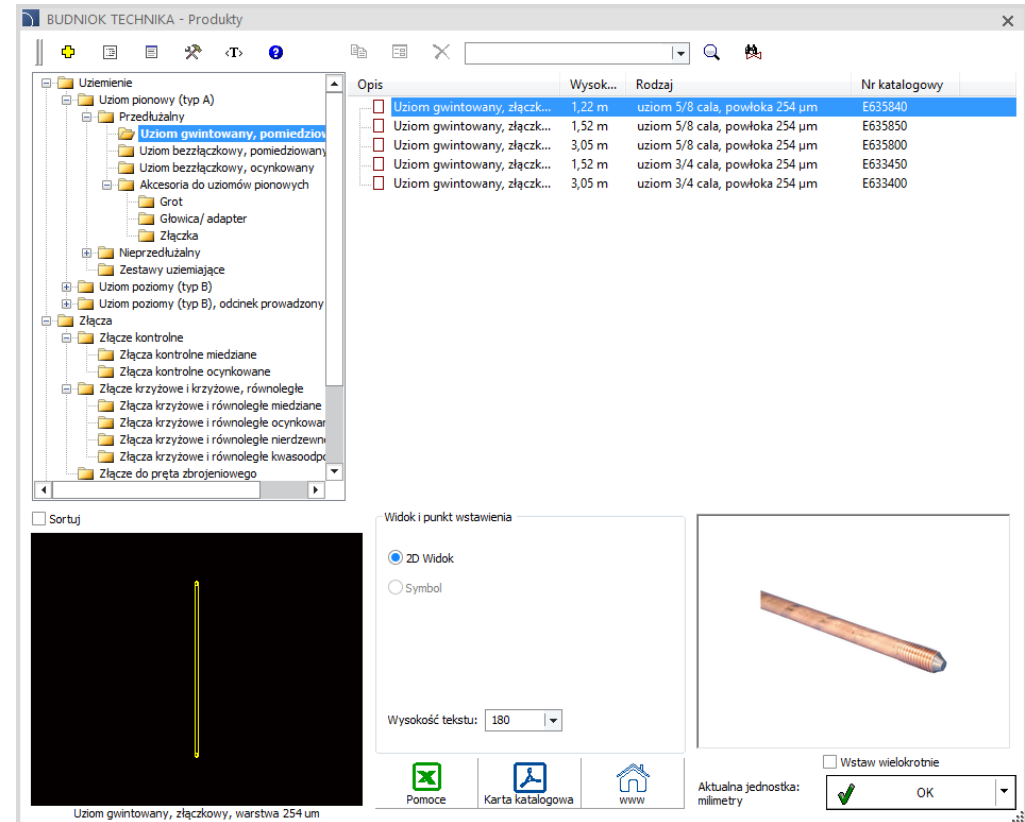 BUDNIOK TECHNIKA - Produkty
‹T›
Uziemienie
Uziom pionowy (typ A)
Przedłużalny
Uziom gwintowany, pomiedziow
Uziom bezzłączkowy, pomiedziowany
Uziom bezzłączkowy, ocynkowany
Akcesoria do uziomów pionowych
Grot
Głowica/ adapter
Złączka
Nieprzedłużalny
Zestawy uziemiające
Uziom poziomy (typ B)
Uziom poziomy (typ B), odcinek prowadzony
Złącza
Złącze kontrolne
Złącza kontrolne miedziane
Złącza kontrolne ocynkowane
Złącze krzyżowe i krzyżowe, równoległe
Złącza krzyżowe i równoległe miedziane
Złącza krzyżowe i równoległe ocynkowar
Złącza krzyżowe i równoległe nierdzewne
Złącza krzyżowe i równoległe kwasoodpo
Złącze do pręta zbrojeniowego
Opis Wysok... Rodzaj Nr katalogowy
Uziom gwintowany, złączk... 1,22 m uziom 5/8 cala, powłoka 254 µm E635840
Uziom gwintowany, złączk... 1,52 m uziom 5/8 cala, powłoka 254 µm E635850
Uziom gwintowany, złączk... 3,05 m uziom 5/8 cala, powłoka 254 µm E635800
Uziom gwintowany, złączk... 1,52 m uziom 3/4 cala, powłoka 254 µm E633450
Uziom gwintowany, złączk... 3,05 m uziom 3/4 cala, powłoka 254 µm E633400
Sortuj
Uziom gwintowany, złączkowy, warstwa 254 um
Widok i punkt wstawienia
2D Widok
Symbol
Wysokość tekstu: 180
Pomoce
Karta katalogowa
www
Aktualna jednostka:
milimetry
Wstaw wielokrotnie
OK